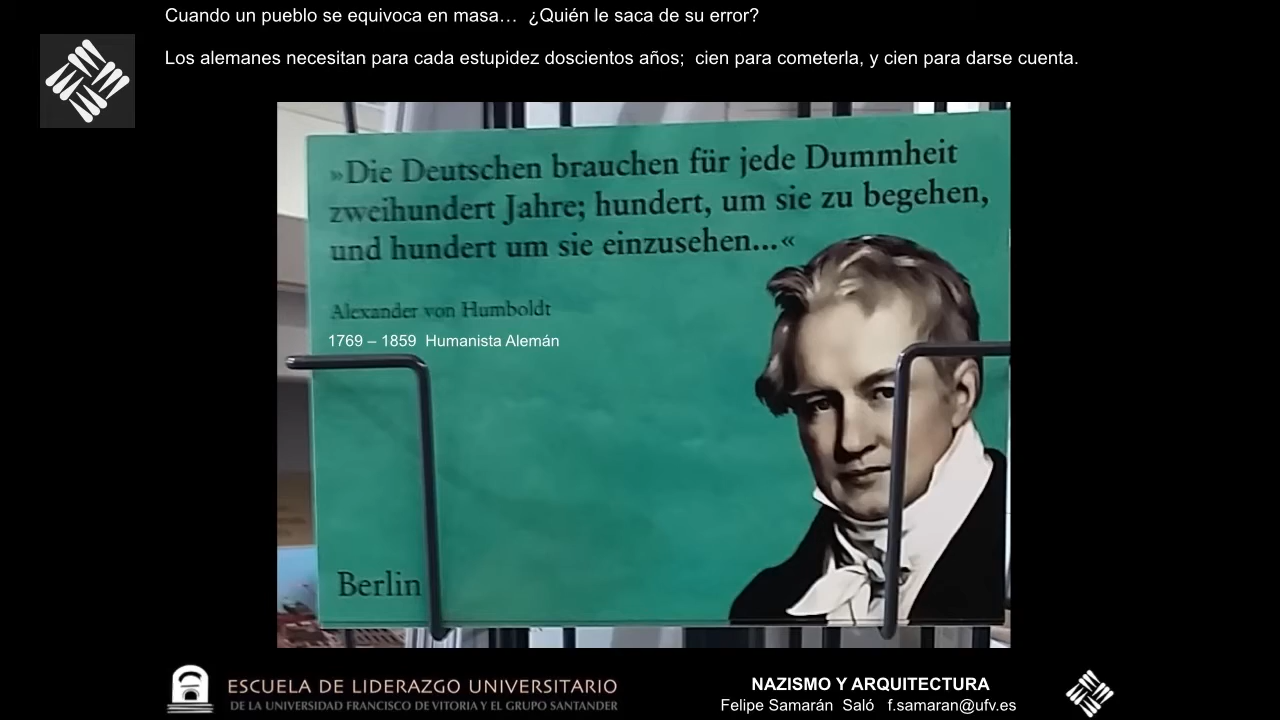 Cuando un pueblo se equivoca en masa… ¿Quién le saca de su error?
Los alemanes necesitan para cada estupidez doscientos años; cien para cometerla, y cien para darse cuenta.
»Die Deutschen brauchen für jede Dummheit
zweihundert Jahre; hundert, um sie zu begehen,
und hundert um sie einzusehen...«
Alexander von Humboldt
1769 – 1859 Humanista Alemán
Berlin
ESCUELA DE LIDERAZGO UNIVERSITARIO
DE LA UNIVERSIDAD FRANCISCO DE VITORIA Y EL GRUPO SANTANDER
NAZISMO Y ARQUITECTURA
Felipe Samarán Saló f.samaran@ufv.es